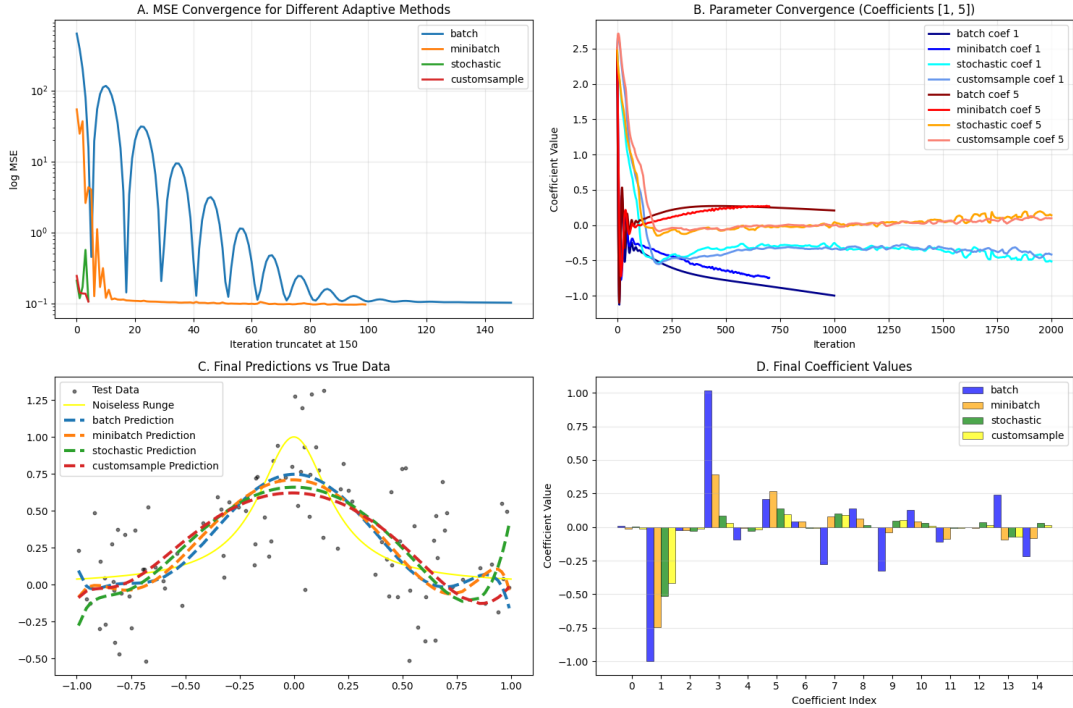 A. MSE Convergence for Different Adaptive Methods
batch
minibatch
stochastic
customsample
log MSE
10²
10¹
10⁰
10⁻¹
0 20 40 60 80 100 120 140
Iteration truncatet at 150
B. Parameter Convergence (Coefficients [1, 5])
batch coef 1
minibatch coef 1
stochastic coef 1
customsample coef 1
batch coef 5
minibatch coef 5
stochastic coef 5
customsample coef 5
Coefficient Value
2.5
2.0
1.5
1.0
0.5
0.0
−0.5
−1.0
0 250 500 750 1000 1250 1500 1750 2000
Iteration
C. Final Predictions vs True Data
Test Data
Noiseless Runge
batch Prediction
minibatch Prediction
stochastic Prediction
customsample Prediction
1.25
1.00
0.75
0.50
0.25
0.00
−0.25
−0.50
−1.00 −0.75 −0.50 −0.25 0.00 0.25 0.50 0.75 1.00
D. Final Coefficient Values
batch
minibatch
stochastic
customsample
Coefficient Value
1.00
0.75
0.50
0.25
0.00
−0.25
−0.50
−0.75
−1.00
0 1 2 3 4 5 6 7 8 9 10 11 12 13 14
Coefficient Index